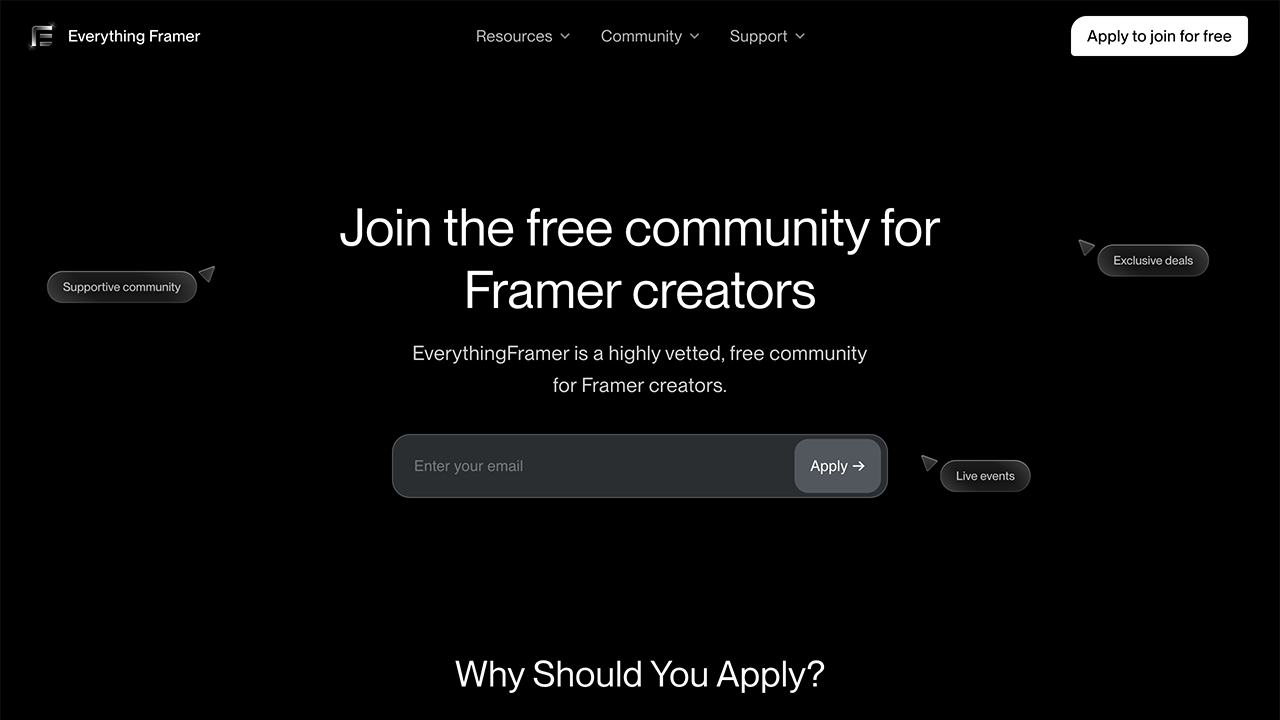 Everything Framer
Resources
Community
Support
Apply to join for free
Join the free community for
Framer creators
Supportive community
Exclusive deals
EverythingFramer is a highly vetted, free community
for Framer creators.
Enter your email
Apply →
Live events
Why Should You Apply?